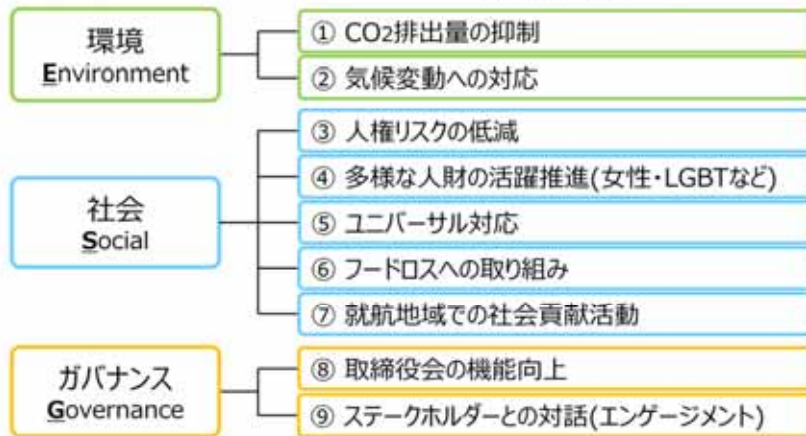 環境
Environment
① CO2排出量の抑制
② 気候変動への対応
社会
Social
③ 人権リスクの低減
④ 多様な人財の活躍推進(女性・LGBTなど)
⑤ ユニバーサル対応
⑥ フードロスへの取り組み
⑦ 就航地域での社会貢献活動
ガバナンス
Governance
⑧ 取締役会の機能向上
⑨ ステークホルダーとの対話(エンゲージメント)